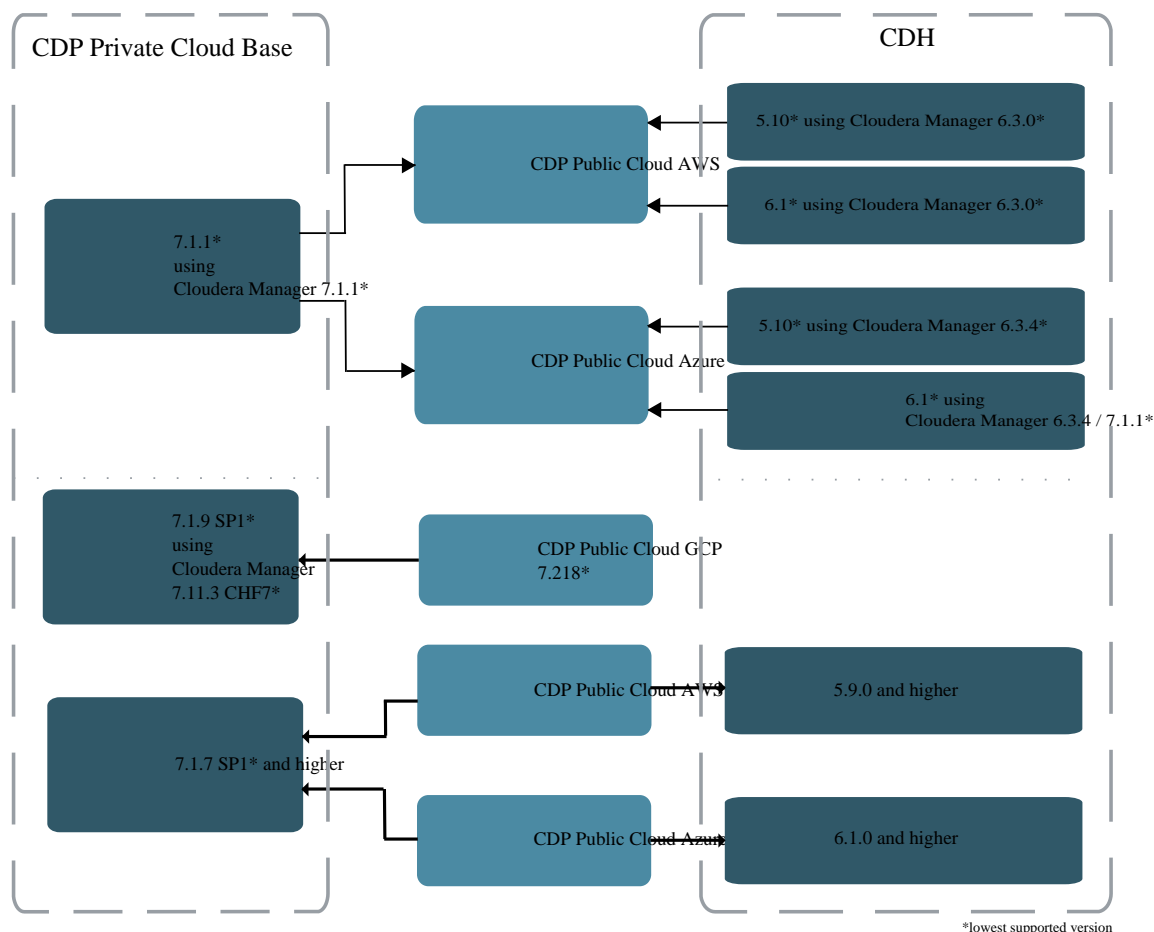 CDP Private Cloud Base
CDH
5.10* using Cloudera Manager 6.3.0*
CDP Public Cloud AWS
6.1* using Cloudera Manager 6.3.0*
7.1.1*
using
Cloudera Manager 7.1.1*
5.10* using Cloudera Manager 6.3.4*
CDP Public Cloud Azure
6.1* using
Cloudera Manager 6.3.4 / 7.1.1*
7.1.9 SP1*
using
Cloudera Manager
7.11.3 CHF7*
CDP Public Cloud GCP
7.218*
CDP Public Cloud AWS
5.9.0 and higher
7.1.7 SP1* and higher
CDP Public Cloud Azure
6.1.0 and higher
*lowest supported version